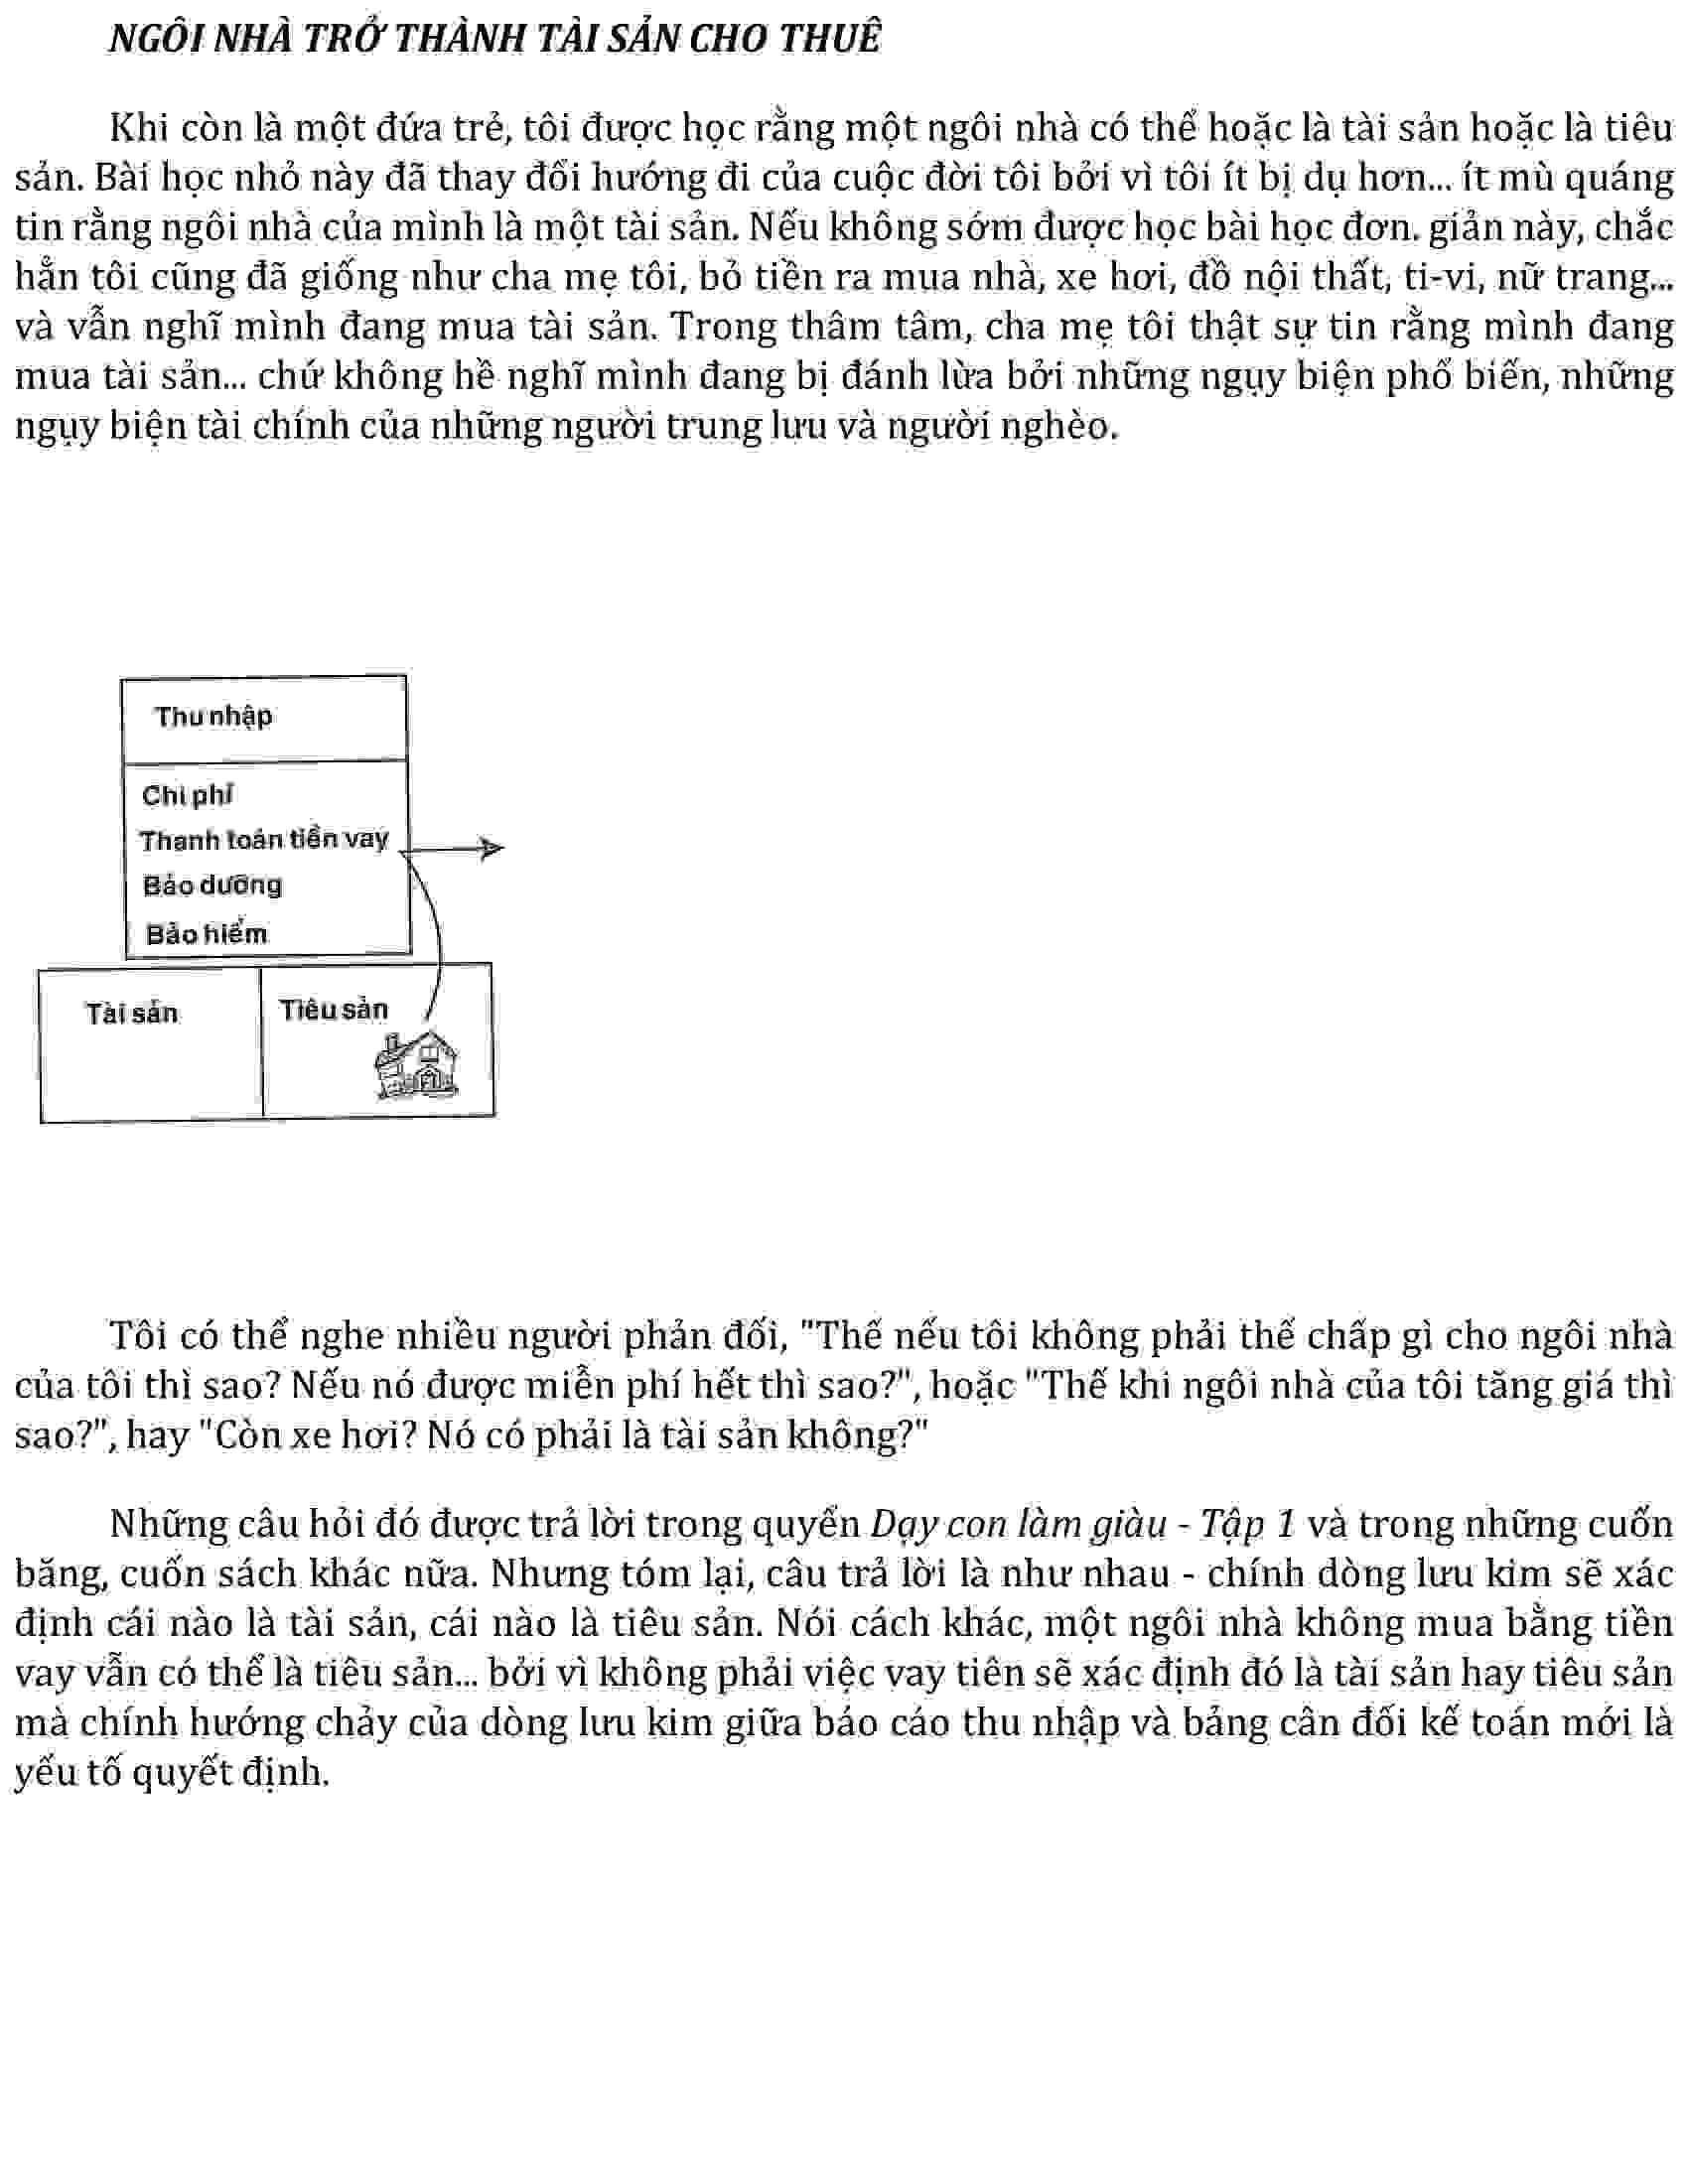 NGÔI NHÀ TRỞ THÀNH TÀI SẢN CHO THUÊ
Khi còn là một đứa trẻ, tôi được học rằng một ngôi nhà có thể hoặc là tài sản hoặc là tiêu
sản. Bài học nhỏ này đã thay đổi hướng đi của cuộc đời tôi bởi vì tôi ít bị dụ hơn... ít mù quáng
tin rằng ngôi nhà của mình là một tài sản. Nếu không sớm được học bài học đơn. giản này, chắc
hẳn tôi cũng đã giống như cha mẹ tôi, bỏ tiền ra mua nhà, xe hơi, đồ nội thất, ti-vi, nữ trang...
và vẫn nghĩ mình đang mua tài sản. Trong thâm tâm, cha mẹ tôi thật sự tin rằng mình đang
mua tài sản... chứ không hề nghĩ mình đang bị đánh lừa bởi những ngụy biện phổ biến, những
ngụy biện tài chính của những người trung lưu và người nghèo.
Thu nhập
Chi phí
Thanh toán tiền vay
Bảo dưỡng
Bảo hiểm
Tài sản
Tiêu sản
Tôi có thể nghe nhiều người phản đối, "Thế nếu tôi không phải thế chấp gì cho ngôi nhà
của tôi thì sao? Nếu nó được miễn phí hết thì sao?", hoặc "Thế khi ngôi nhà của tôi tăng giá thì
sao?", hay "Còn xe hơi? Nó có phải là tài sản không?"
Những câu hỏi đó được trả lời trong quyển Dạy con làm giàu - Tập 1 và trong những cuốn
băng, cuốn sách khác nữa. Nhưng tóm lại, câu trả lời là như nhau - chính dòng lưu kim sẽ xác
định cái nào là tài sản, cái nào là tiêu sản. Nói cách khác, một ngôi nhà không mua bằng tiền
vay vẫn có thể là tiêu sản... bởi vì không phải việc vay tiên sẽ xác định đó là tài sản hay tiêu sản
mà chính hướng chảy của dòng lưu kim giữa báo cáo thu nhập và bảng cân đối kế toán mới là
yếu tố quyết định.